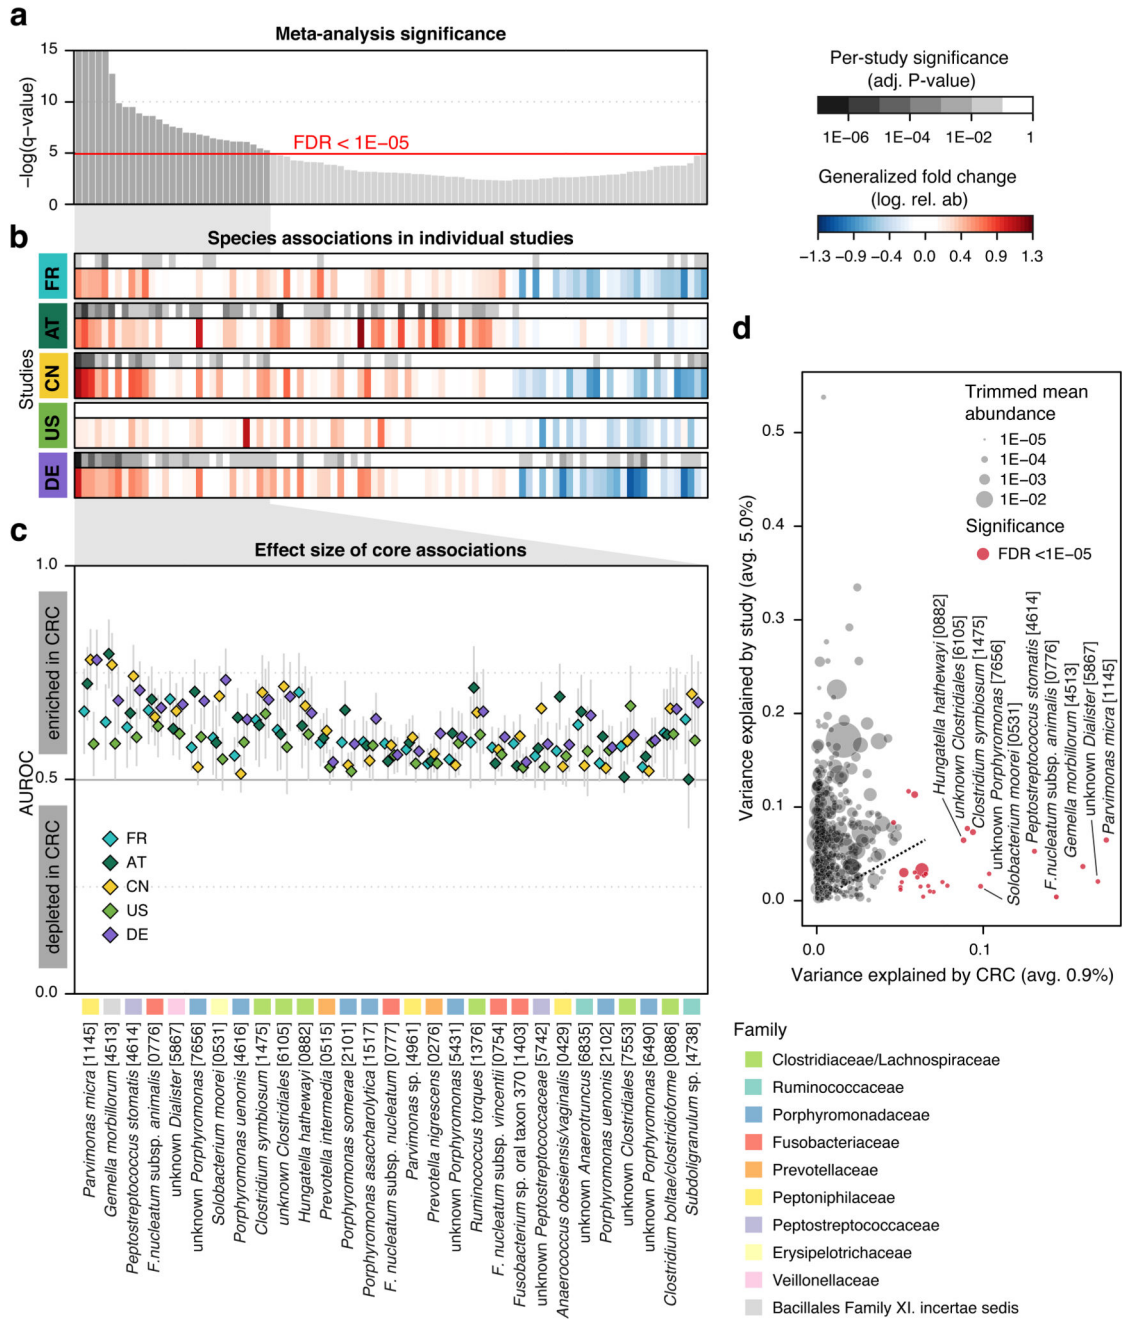 a
Meta-analysis significance
−log(q−value)
15
10
5
0
FDR < 1E−05
Per-study significance
(adj. P-value)
1E−06 1E−04 1E−02 1
Generalized fold change
(log. rel. ab)
−1.3 −0.9 −0.4 0.0 0.4 0.9 1.3
b
Species associations in individual studies
Studies
FR
AT
CN
US
DE
c
Effect size of core associations
AUROC
1.0
0.5
0.0
enriched in CRC
depleted in CRC
FR
AT
CN
US
DE
Parvimonas micra [1145]
Gemella morbillorum [4513]
Peptostreptococcus stomatis [4614]
F.nucleatum subsp. animalis [0776]
unknown Dialister [5867]
unknown Porphyromonas [7656]
Solobacterium moorei [0531]
Porphyromonas uenonis [4616]
Clostridium symbiosum [1475]
unknown Clostridiales [6105]
Hungatella hathewayi [0882]
Prevotella intermedia [0515]
Porphyromonas somerae [2101]
Porphyromonas asaccharolytica [1517]
F. nucleatum subsp. nucleatum [0777]
Parvimonas sp. [4961]
Prevotella nigrescens [0276]
unknown Porphyromonas [5431]
Ruminococcus torques [1376]
F. nucleatum subsp. vincentii [0754]
Fusobacterium sp. oral taxon 370 [1403]
unknown Peptostreptococcaceae [5742]
Anaerococcus obesiensis/vaginalis [0429]
unknown Anaerotruncus [6835]
Porphyromonas uenonis [2102]
unknown Clostridiales [7553]
unknown Porphyromonas [6490]
Clostridium boltae/clostridioforme [0886]
Subdoligranulum sp. [4738]
d
Variance explained by study (avg. 5.0%)
0.5
0.4
0.3
0.2
0.1
0.0
Trimmed mean
abundance
1E−05
1E−04
1E−03
1E−02
Significance
FDR <1E−05
Hungatella hathewayi [0882]
unknown Clostridiales [6105]
Clostridium symbiosum [1475]
unknown Porphyromonas [7656]
Solobacterium moorei [0531]
Peptostreptococcus stomatis [4614]
F.nucleatum subsp. animalis [0776]
Gemella morbillorum [4513]
unknown Dialister [5867]
Parvimonas micra [1145]
0.0 0.1
Variance explained by CRC (avg. 0.9%)
Family
Clostridiaceae/Lachnospiraceae
Ruminococcaceae
Porphyromonadaceae
Fusobacteriaceae
Prevotellaceae
Peptoniphilaceae
Peptostreptococcaceae
Erysipelotrichaceae
Veillonellaceae
Bacillales Family XI. incertae sedis